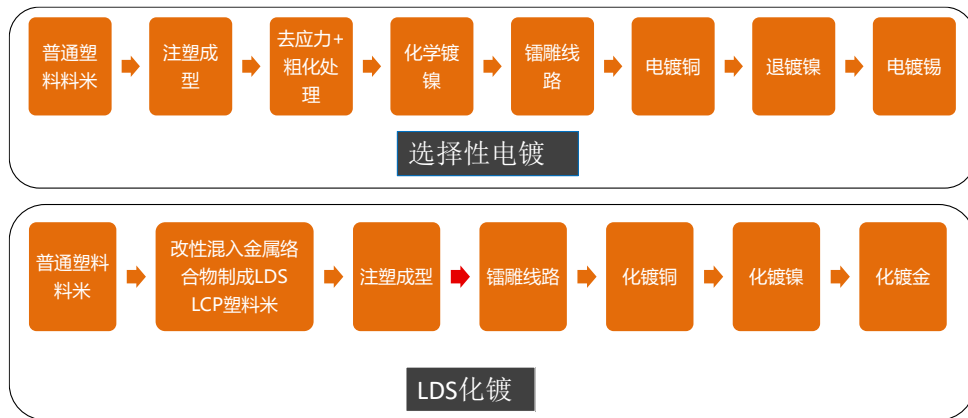 普通塑
料料米
注塑成
型
去应力+
粗化处
理
化学镀
镍
镭雕线
路
电镀铜
退镀镍
电镀锡
选择性电镀
普通塑料
料米
改性混入金属络
合物制成LDS
LCP塑料米
注塑成型
镭雕线路
化镀铜
化镀镍
化镀金
LDS化镀